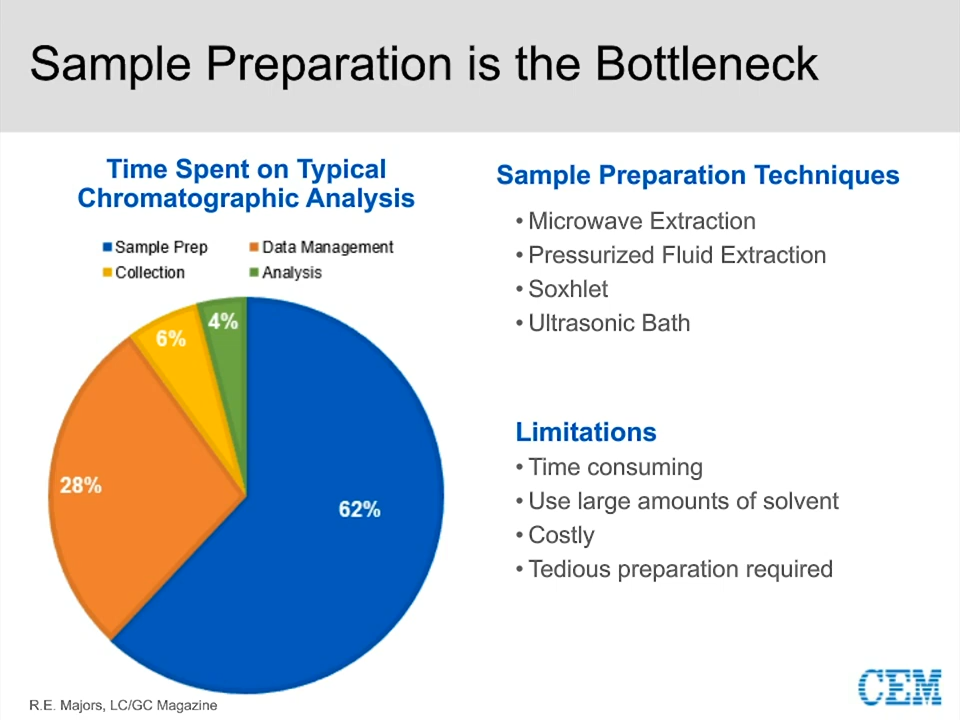 Sample Preparation is the Bottleneck
Time Spent on Typical
Chromatographic Analysis
Sample Prep
Data Management
Collection
Analysis
4%
6%
28%
62%
Sample Preparation Techniques
• Microwave Extraction
• Pressurized Fluid Extraction
• Soxhlet
• Ultrasonic Bath
Limitations
• Time consuming
• Use large amounts of solvent
• Costly
• Tedious preparation required
R.E. Majors, LC/GC Magazine
CEM